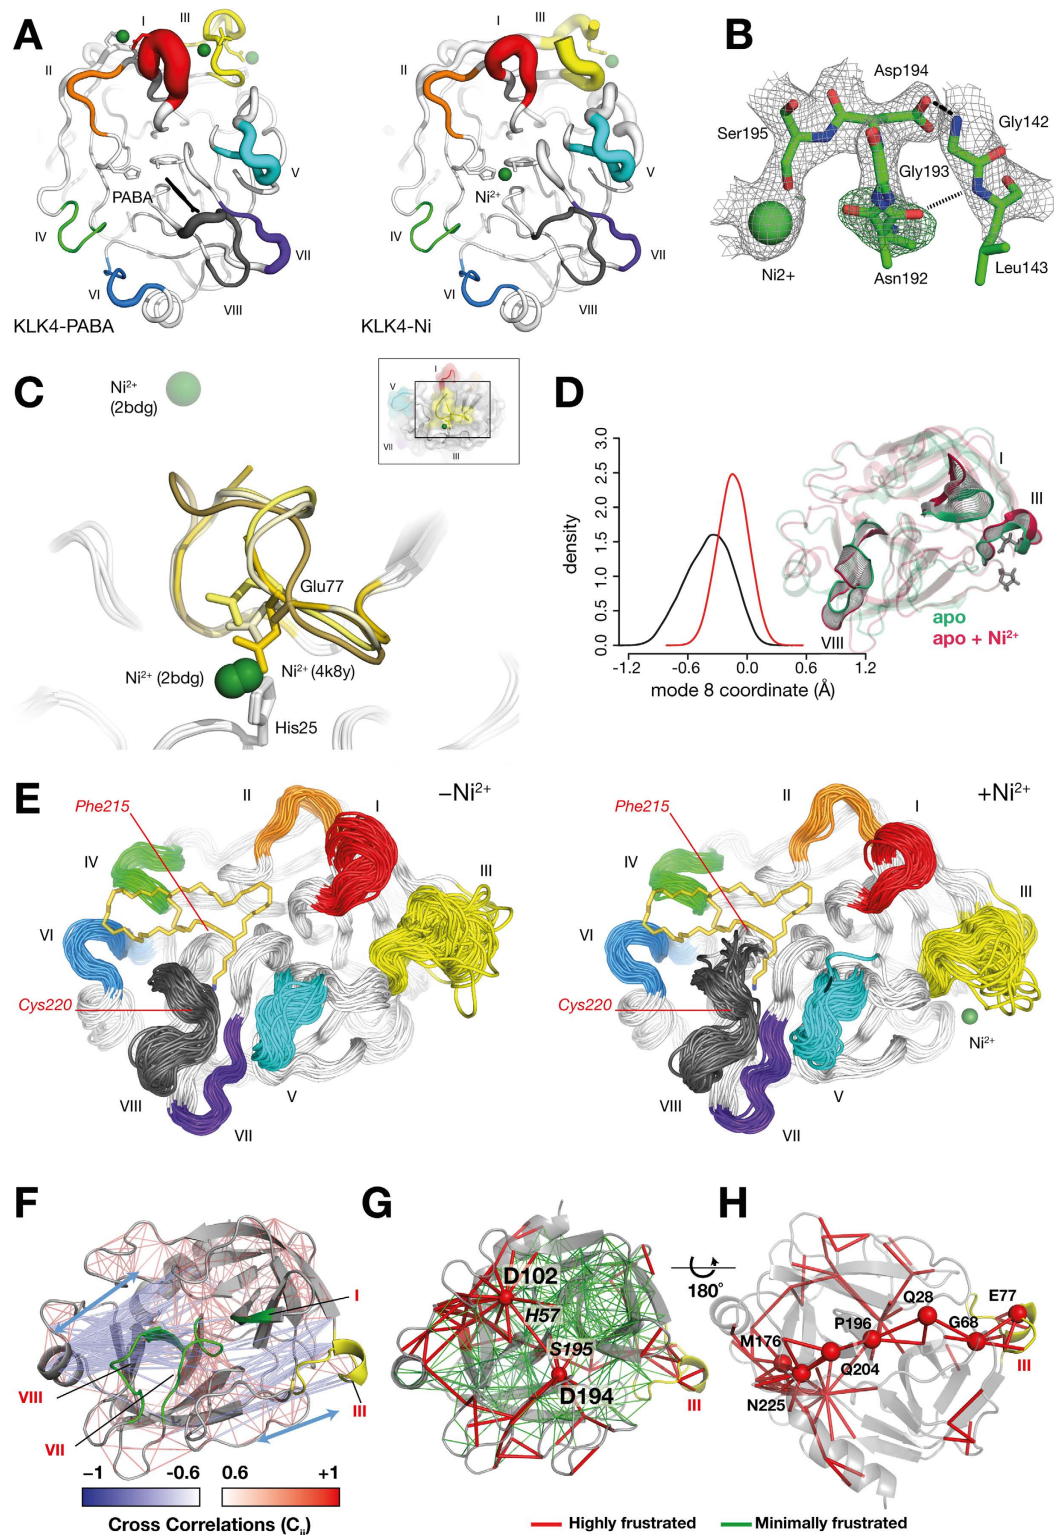 A
I
III
II
V
PABA
IV
VII
VI
VIII
KLK4-PABA
I
III
II
V
Ni²⁺
IV
VII
VI
VIII
KLK4-Ni
B
Asp194
Gly142
Ser195
Gly193
Ni2+
Asn192
Leu143
C
Ni²⁺
(2bdg)
I
V
VII
III
Glu77
Ni²⁺ (2bdg)
Ni²⁺ (4k8y)
His25
D
density
3.0
2.5
2.0
1.5
1.0
0.5
0.0
-1.2
-0.6
0.0
0.6
1.2
mode 8 coordinate (Å)
I
III
VIII
apo
apo + Ni²⁺
E
−Ni²⁺
Phe215
II
I
IV
III
VI
Cys220
VIII
V
VII
+Ni²⁺
Phe215
II
I
IV
III
VI
Cys220
Ni²⁺
VIII
V
VII
F
I
VIII
III
VII
−1
-0.6
0.6
+1
Cross Correlations (Cᵢⱼ)
G
D102
H57
S195
D194
III
180°
H
Q28
E77
P196
G68
M176
III
Q204
N225
Highly frustrated
Minimally frustrated